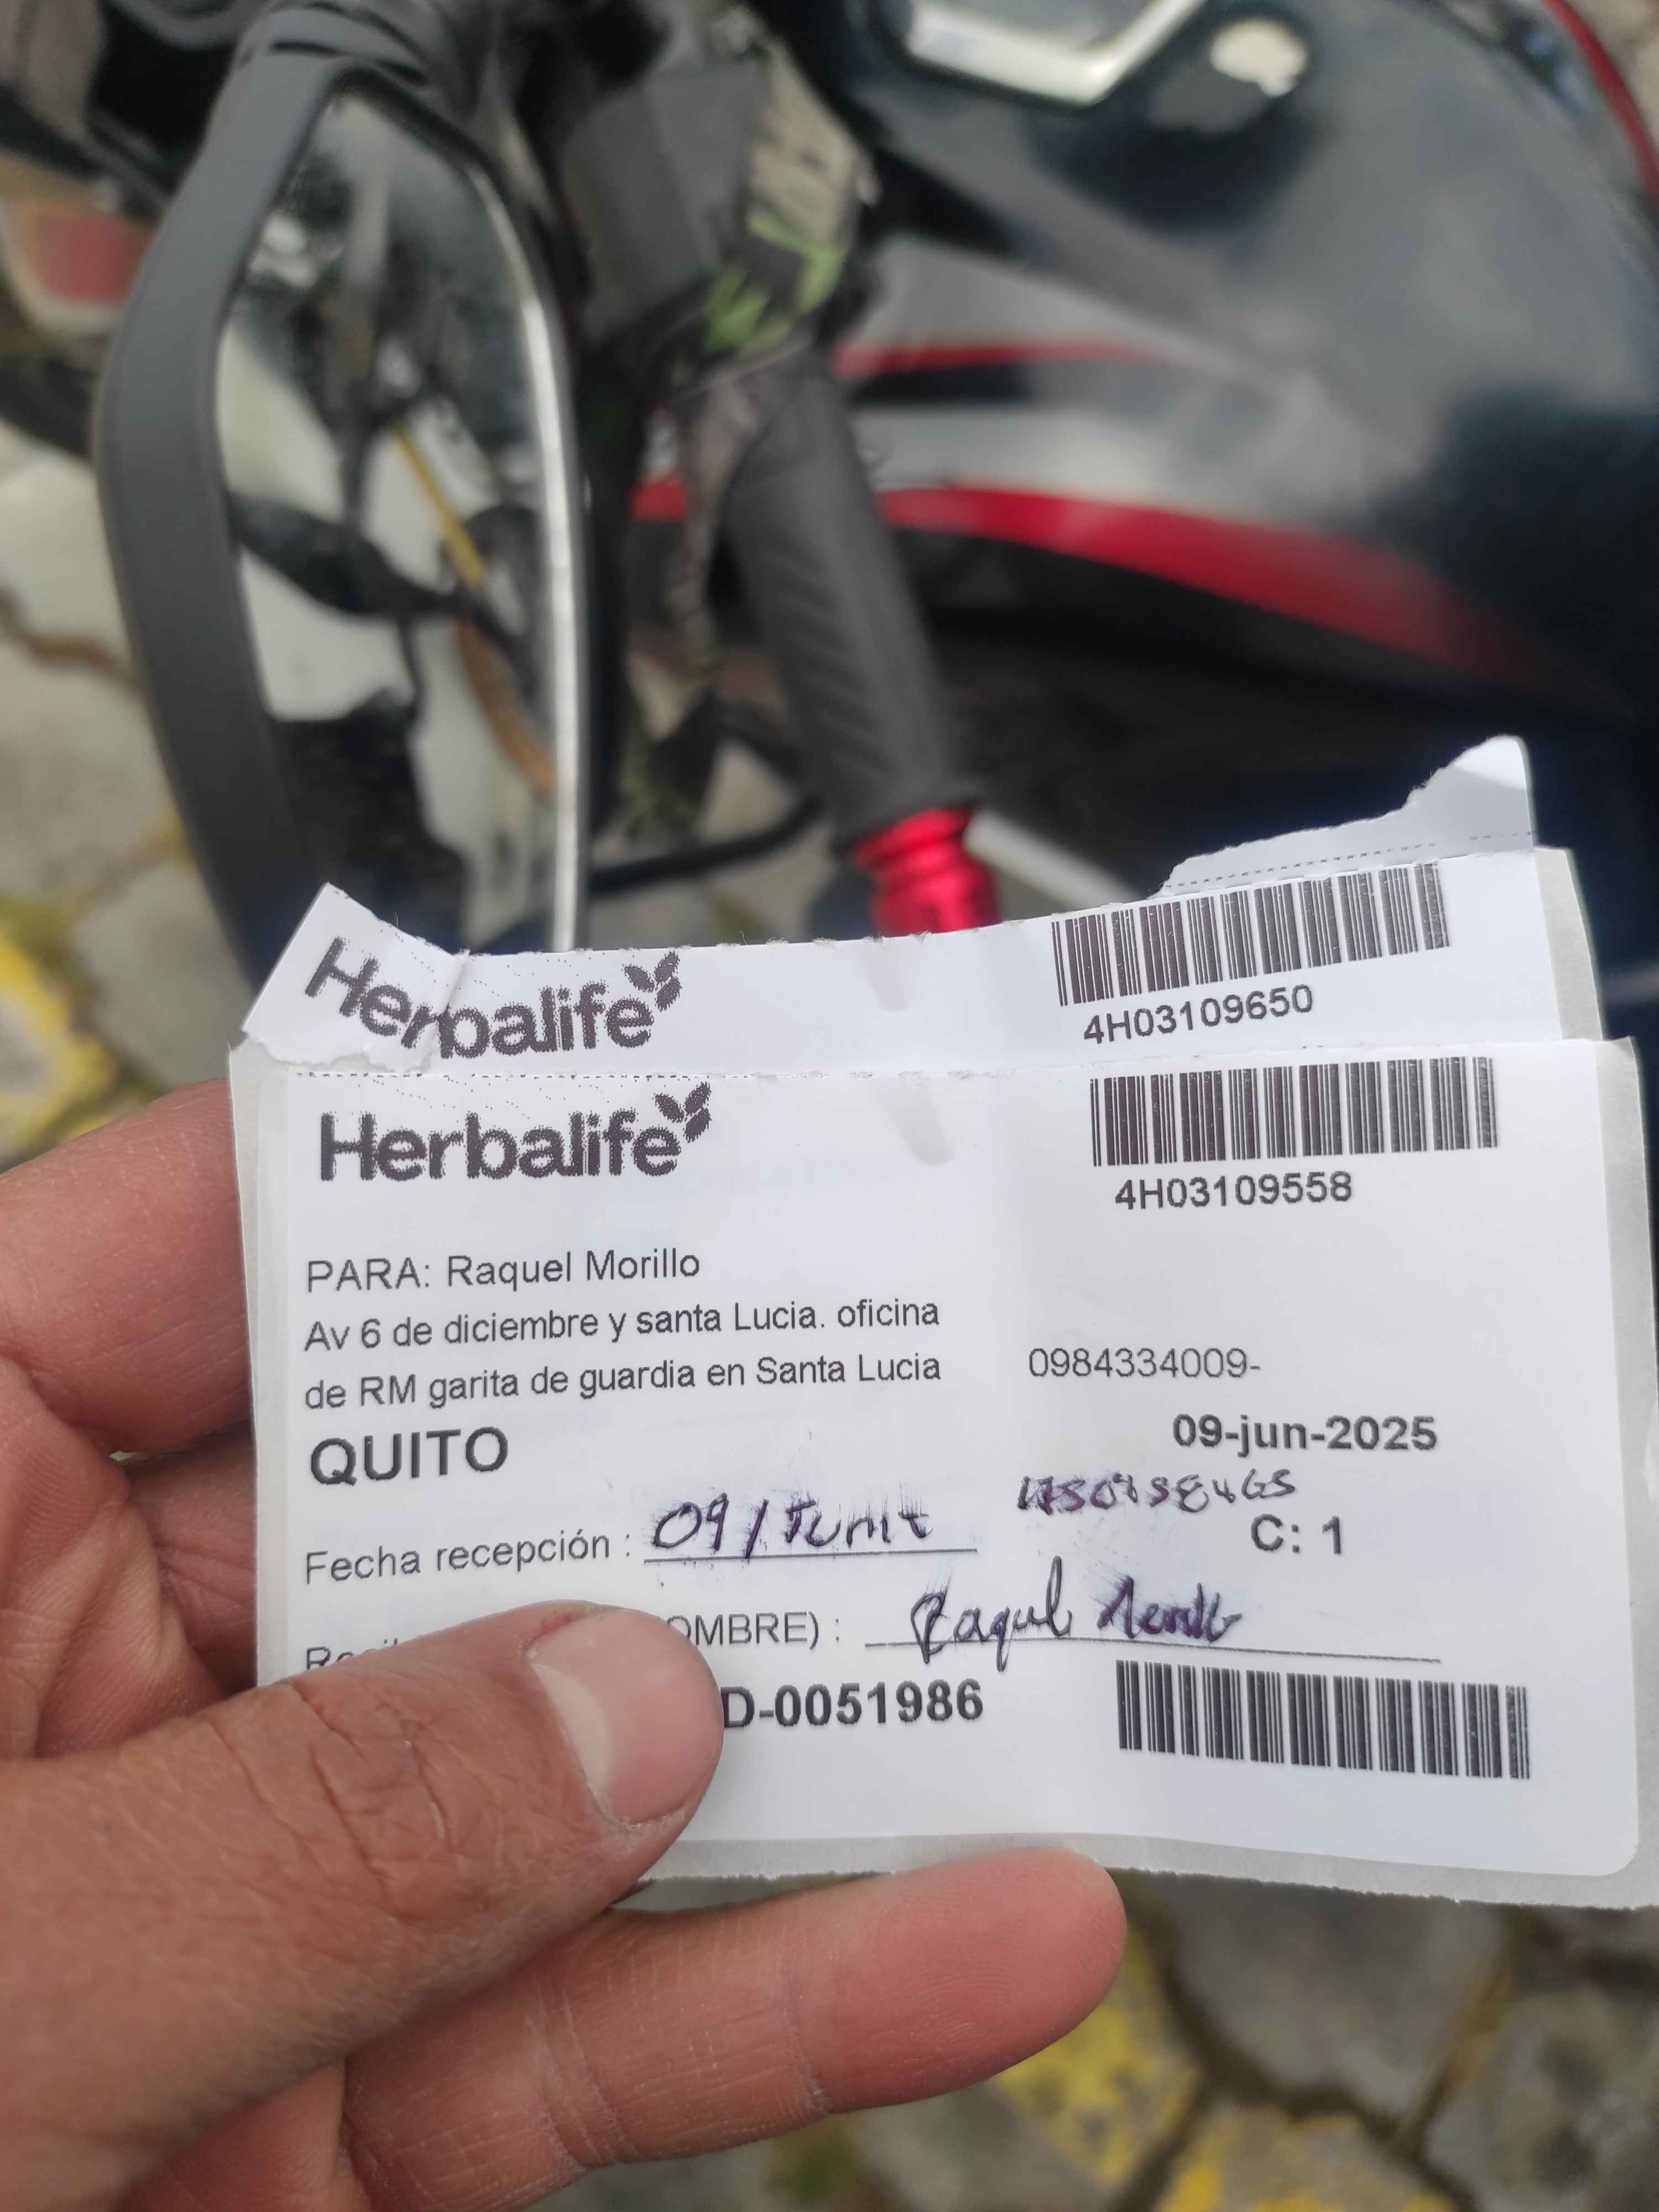 Herbalife
4H03109650
Herbalife
4H03109558
PARA: Raquel Morillo
Av 6 de diciembre y santa Lucia. oficina
de RM garita de guardia en Santa Lucia 0984334009-
QUITO 09-jun-2025
Fecha recepción : 09/Junio
C: 1
OMBRE) : Raquel Morillo
D-0051986